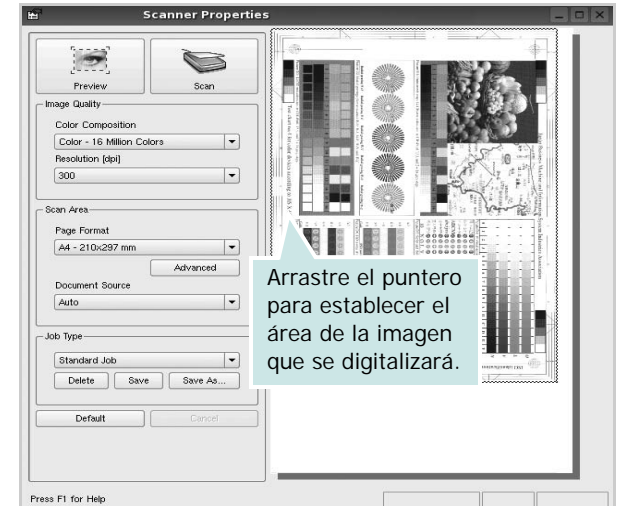 Scanner Properties
Preview
Scan
Image Quality
Color Composition
Color - 16 Million Colors
Resolution [dpi]
300
Scan Area
Page Format
A4 - 210x297 mm
Advanced
Document Source
Auto
Job Type
Standard Job
Delete
Save
Save As...
Default
Cancel
Arrastre el puntero
para establecer el
área de la imagen
que se digitalizará.
Press F1 for Help